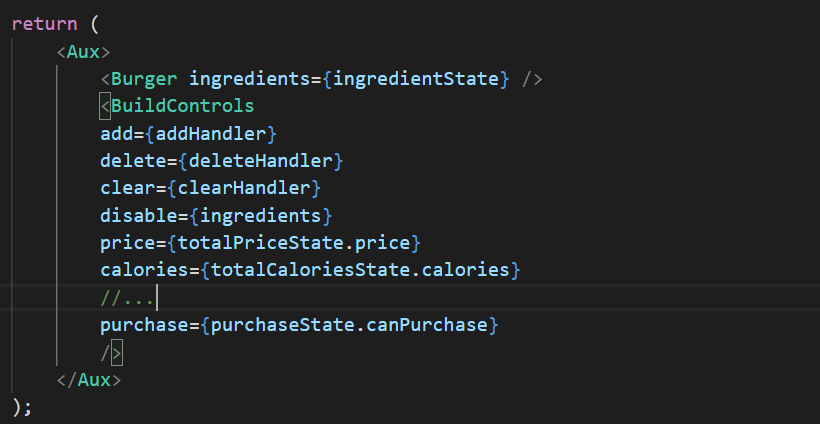 return (
<Aux>
<Burger ingredients={ingredientState} />
<BuildControls
add={addHandler}
delete={deleteHandler}
clear={clearHandler}
disable={ingredients}
price={totalPriceState.price}
calories={totalCaloriesState.calories}
//...
purchase={purchaseState.canPurchase}
/>
</Aux>
);